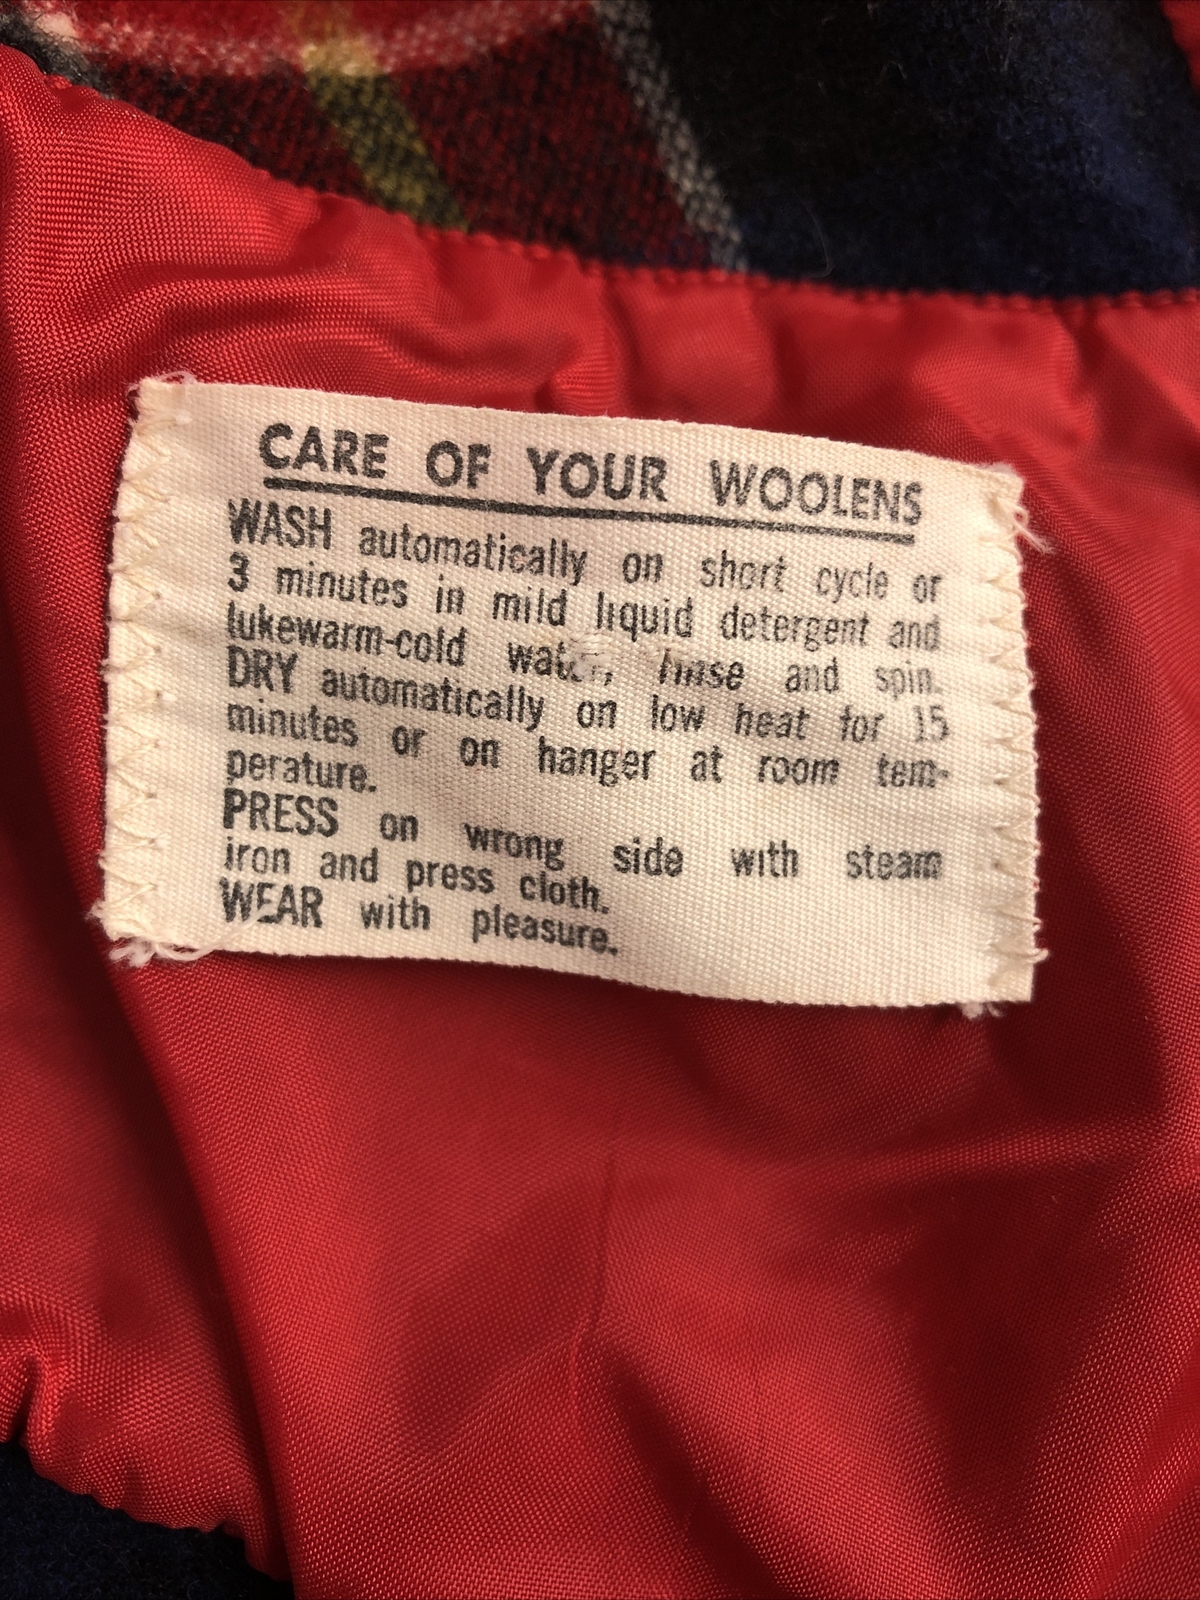 CARE OF YOUR WOOLENS
WASH automatically on short cycle or
3 minutes in mild liquid detergent and
lukewarm-cold water, rinse and spin.
DRY automatically on low heat for 15
minutes or on hanger at room tem-
perature.
PRESS on wrong side with steam
iron and press cloth.
WEAR with pleasure.